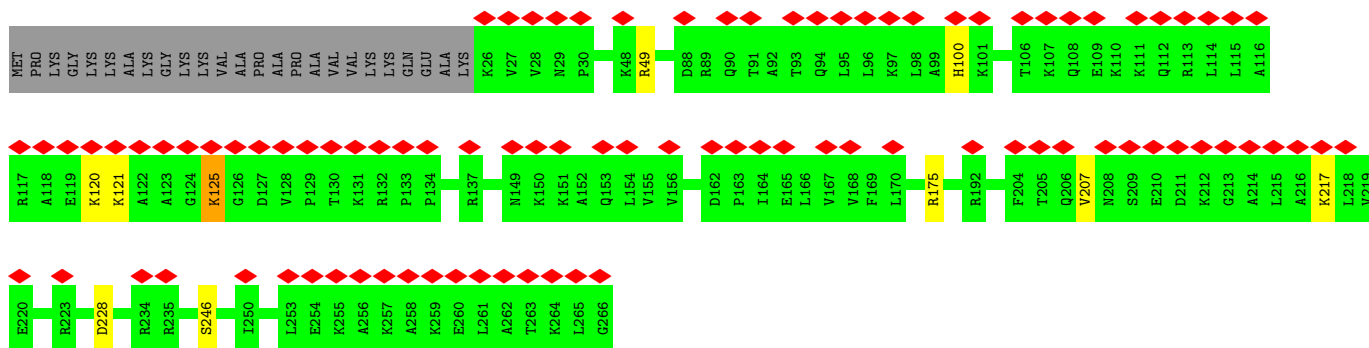 MET PRO LYS GLY LYS LYS ALA LYS GLY LYS LYS VAL ALA PRO ALA PRO ALA VAL VAL LYS LYS GLN GLU ALA LYS K26 V27 V28 N29 P30 K48 R49 D88 R89 Q90 T91 A92 T93 Q94 L95 L96 K97 L98 A99 H100 K101 T106 K107 Q108 E109 K110 K111 Q112 R113 L114 L115 A116
R117 A118 E119 K120 K121 A122 A123 G124 K125 G126 D127 V128 P129 T130 K131 R132 P133 P134 R137 N149 K150 K151 A152 Q153 L154 V155 V156 D162 P163 I164 E165 L166 V167 V168 F169 L170 R175 R192 F204 T205 Q206 V207 N208 S209 E210 D211 K212 G213 A214 L215 A216 K217 L218 V219
E220 R223 D228 R234 R235 S246 I250 L253 E254 K255 A256 K257 A258 K259 E260 L261 A262 T263 K264 L265 G266